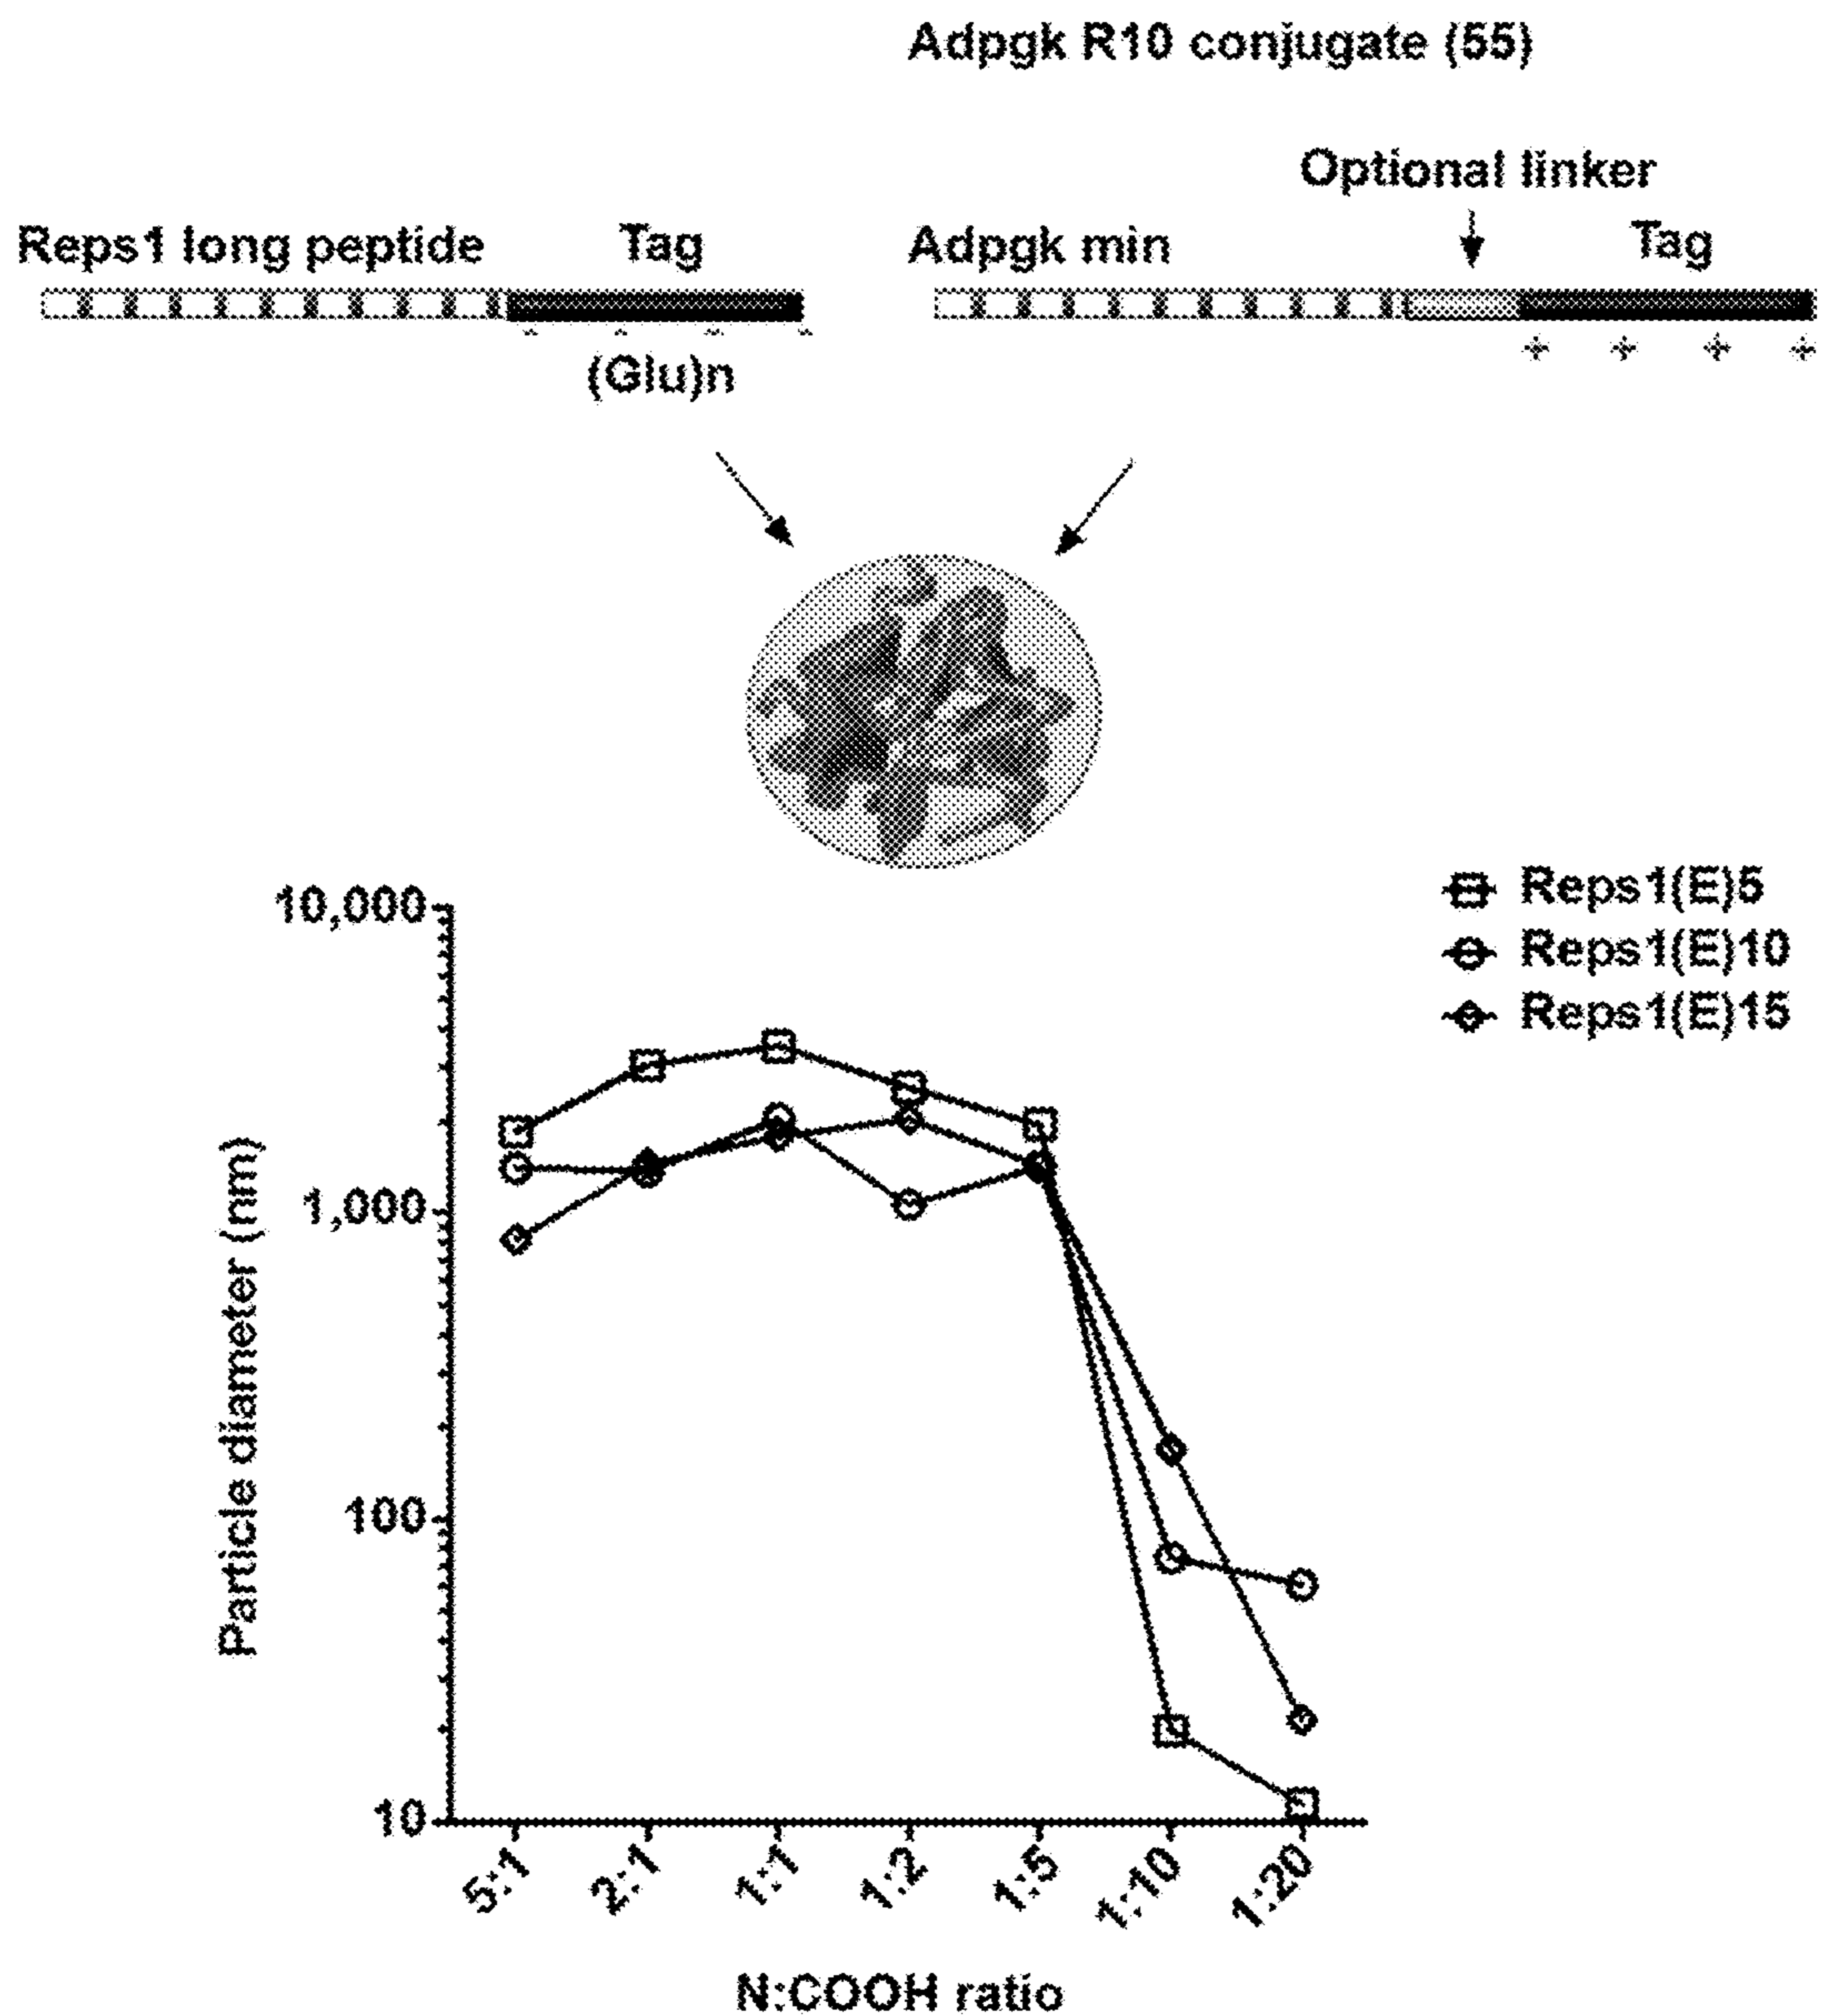 Adpgk R10 conjugate (55)
Optional linker
Reps1 long peptide Tag
Adpgk min Tag
(Glu)n
+ + + +
Reps1(E)5
Reps1(E)10
Reps1(E)15
10,000
1,000
100
10
Particle diameter (nm)
5:1 2:1 1:1 1:2 1:5 1:10 1:20
N:COOH ratio